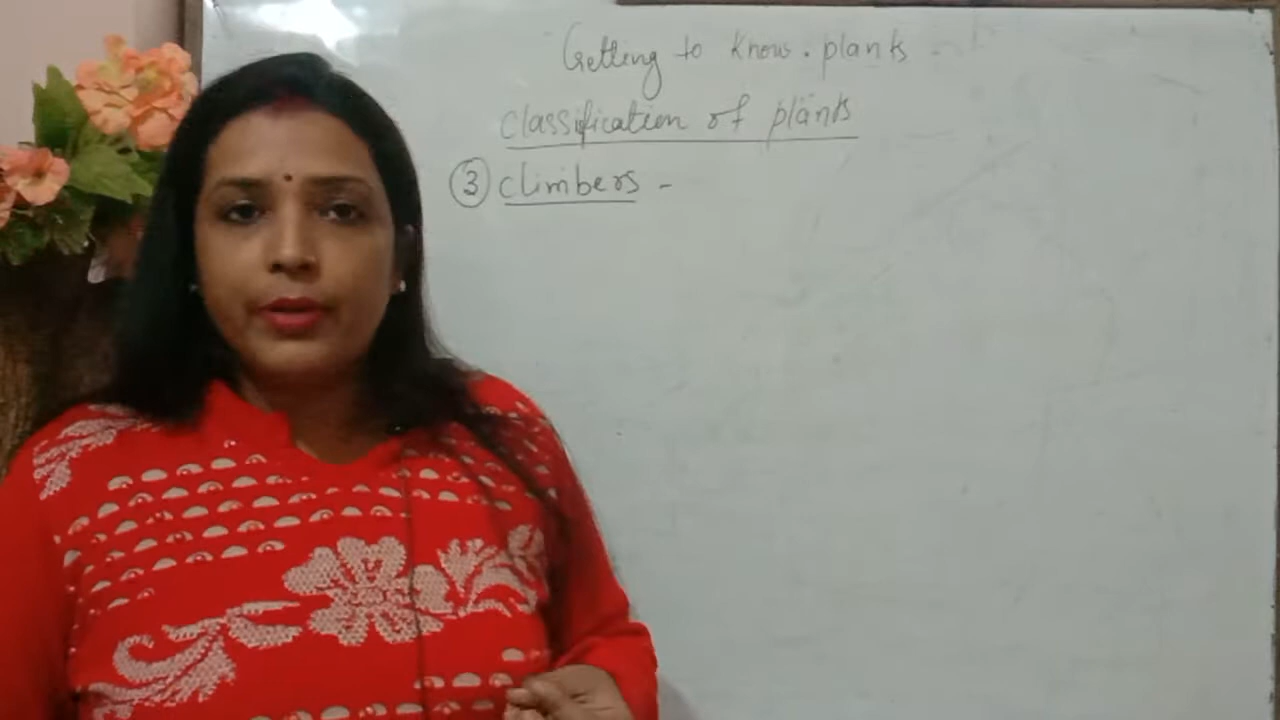 Getting to know. plants
classification of plants
③ climbers -